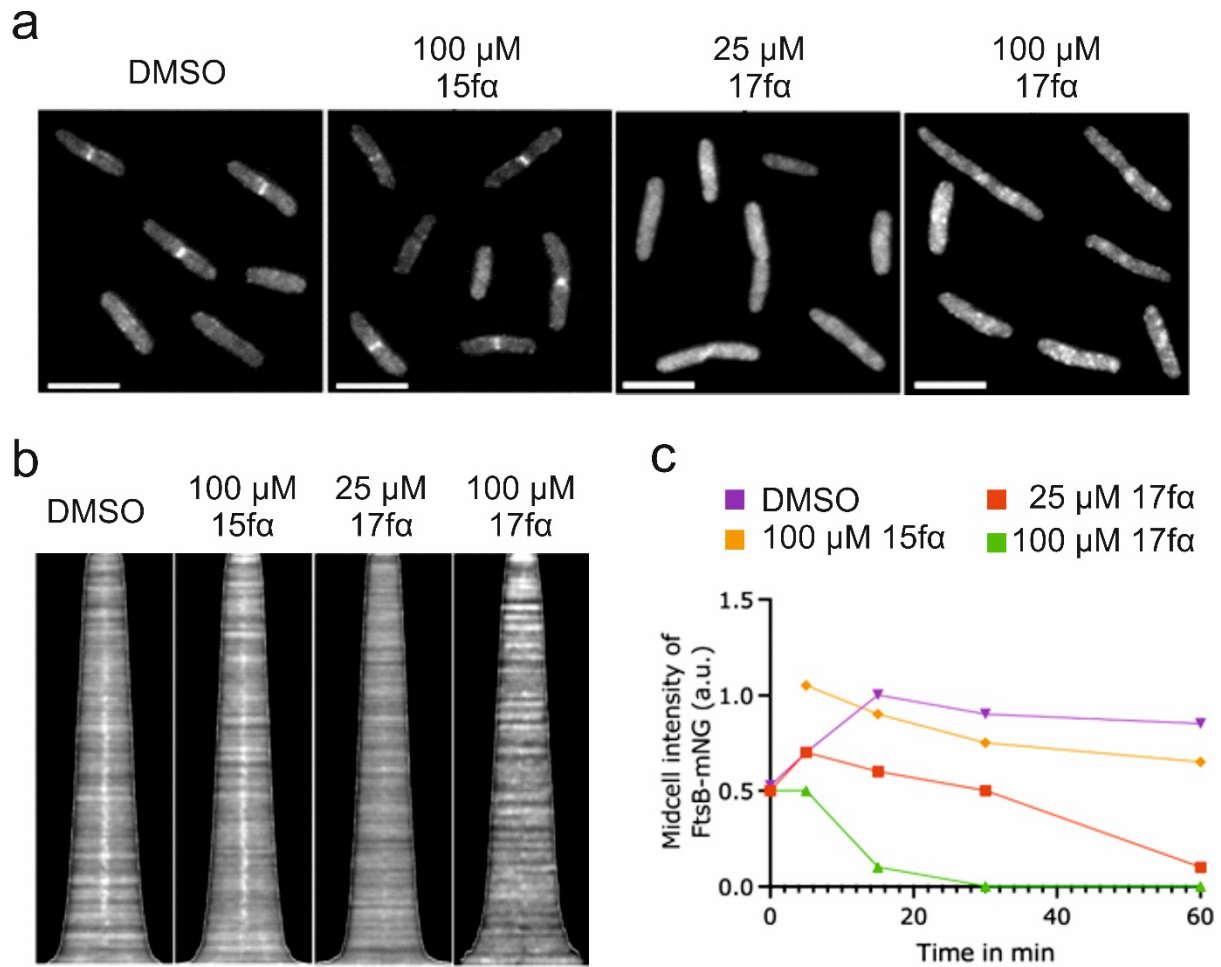 a
DMSO
100 µM
15fα
25 µM
17fα
100 µM
17fα
b
DMSO
100 µM
15fα
25 µM
17fα
100 µM
17fα
c
DMSO
25 µM 17fα
100 µM 15fα
100 µM 17fα
Midcell intensity of
FtsB-mNG (a.u.)
1.5
1.0
0.5
0.0
0
20
40
60
Time in min